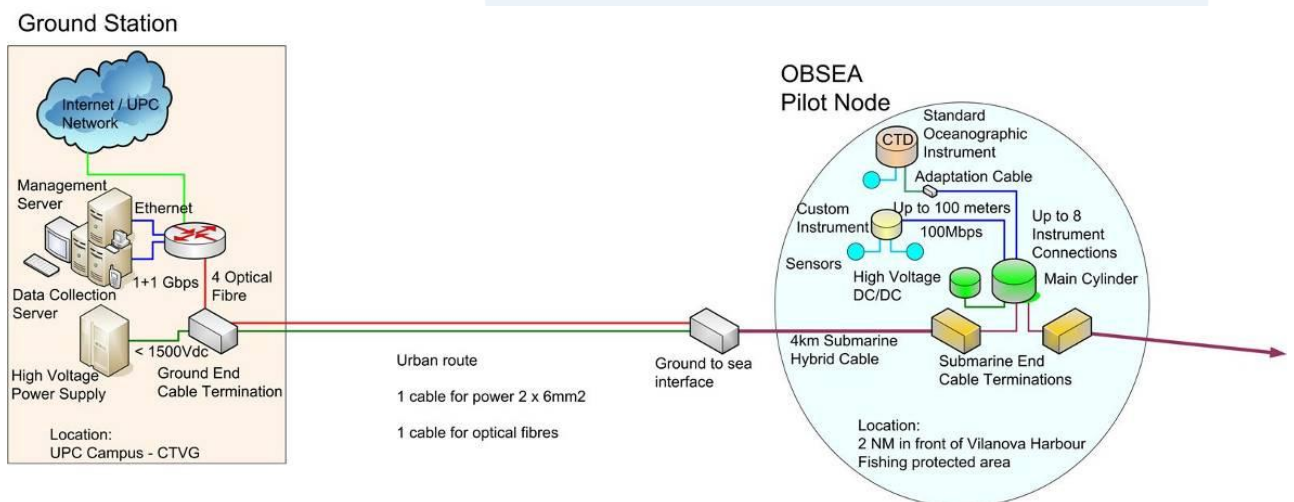 Ground Station
Internet / UPC
Network
Management
Server
Ethernet
1+1 Gbps
4 Optical
Fibre
Data Collection
Server
< 1500Vdc
High Voltage
Power Supply
Ground End
Cable Termination
Location:
UPC Campus - CTVG
Urban route
1 cable for power 2 x 6mm2
1 cable for optical fibres
Ground to sea
interface
OBSEA
Pilot Node
CTD
Standard
Oceanographic
Instrument
Adaptation Cable
Custom
Instrument
Up to 100 meters
100Mbps
Up to 8
Instrument
Connections
Sensors
High Voltage
DC/DC
Main Cylinder
4km Submarine
Hybrid Cable
Submarine End
Cable Terminations
Location:
2 NM in front of Vilanova Harbour
Fishing protected area